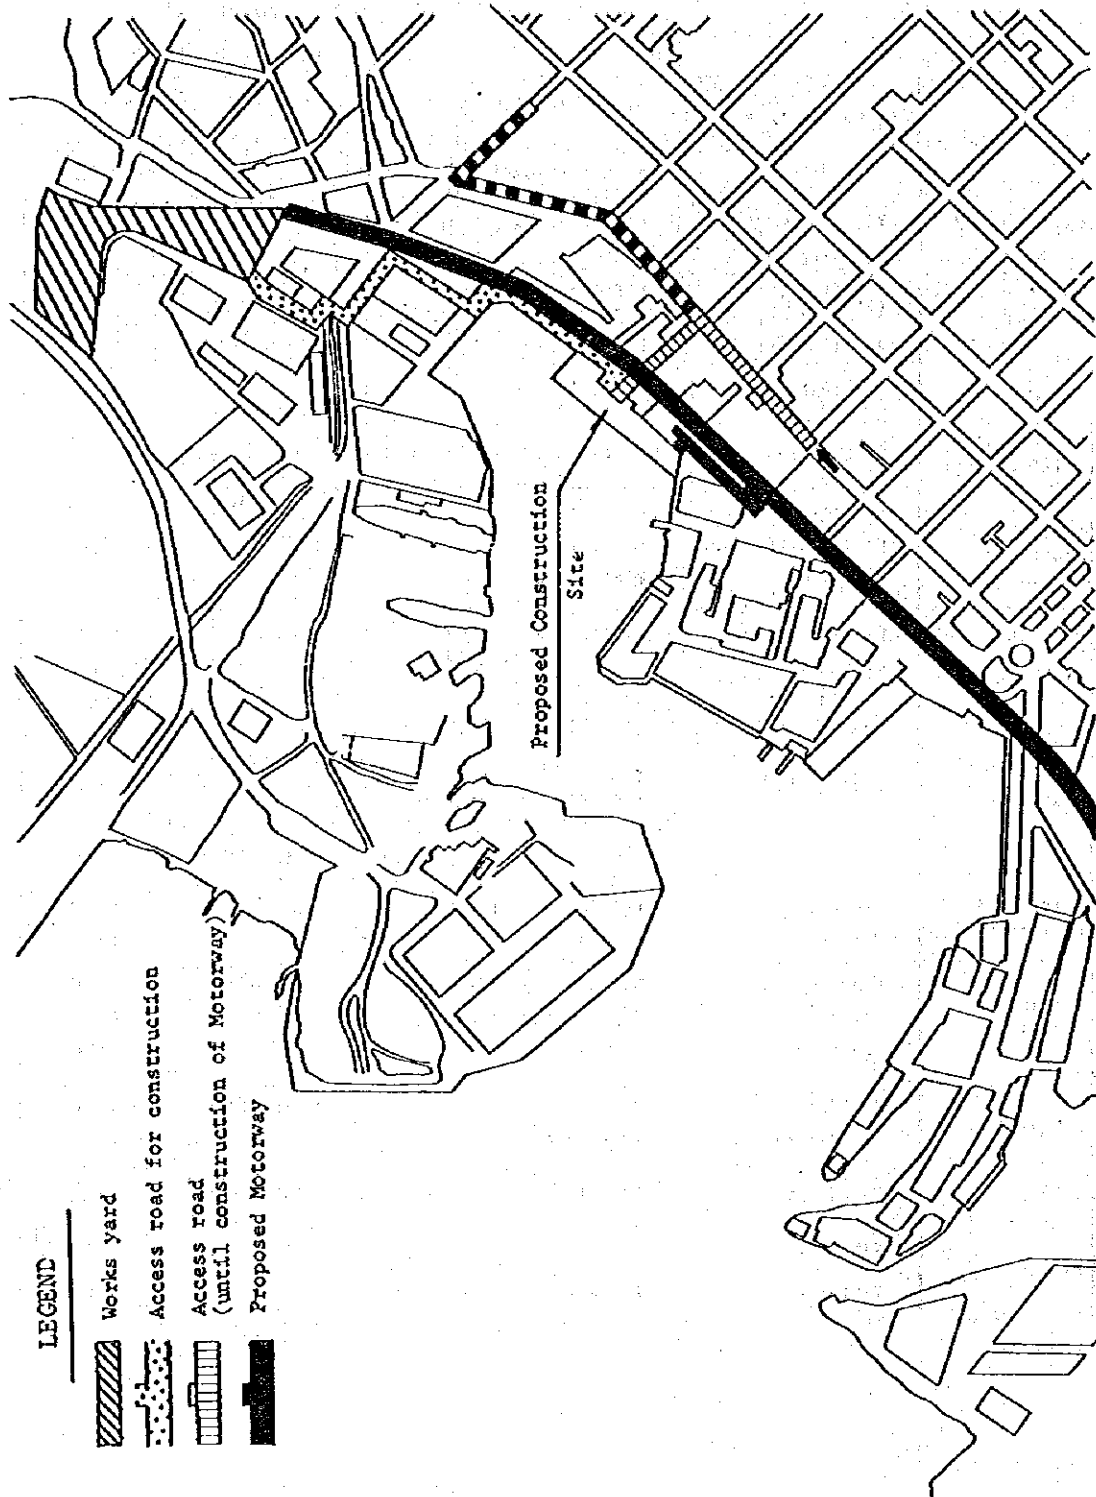 LEGEND
Works yard
Access road for construction
Access road
(until construction of Motorway)
Proposed Motorway
Proposed Construction
Site